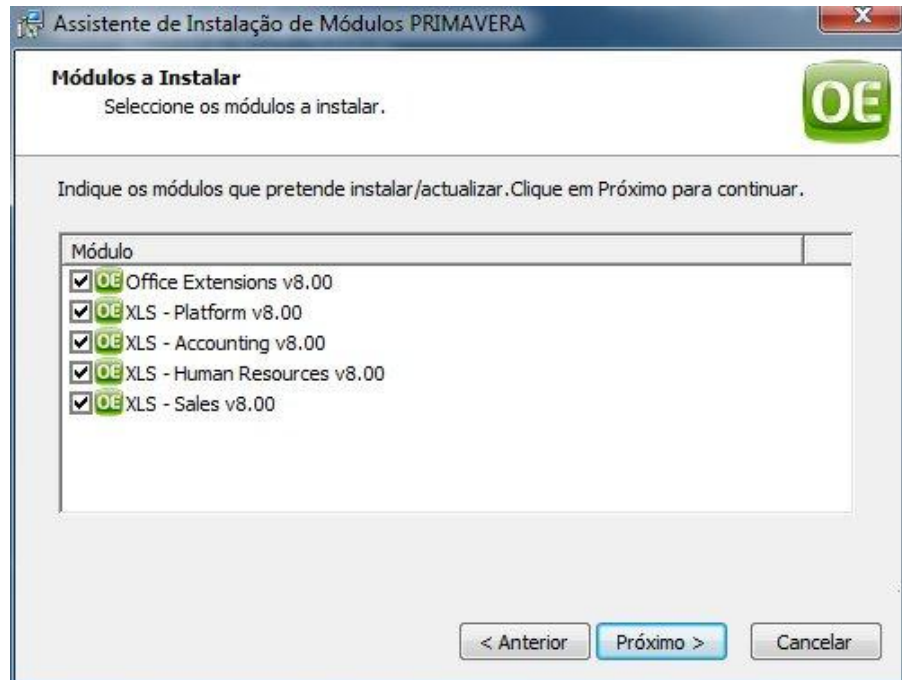 Assistente de Instalação de Módulos PRIMAVERA
Módulos a Instalar
Seleccione os módulos a instalar.
OE
Indique os módulos que pretende instalar/actualizar.Clique em Próximo para continuar.
Módulo
OE Office Extensions v8.00
OE XLS - Platform v8.00
OE XLS - Accounting v8.00
OE XLS - Human Resources v8.00
OE XLS - Sales v8.00
< Anterior Próximo > Cancelar